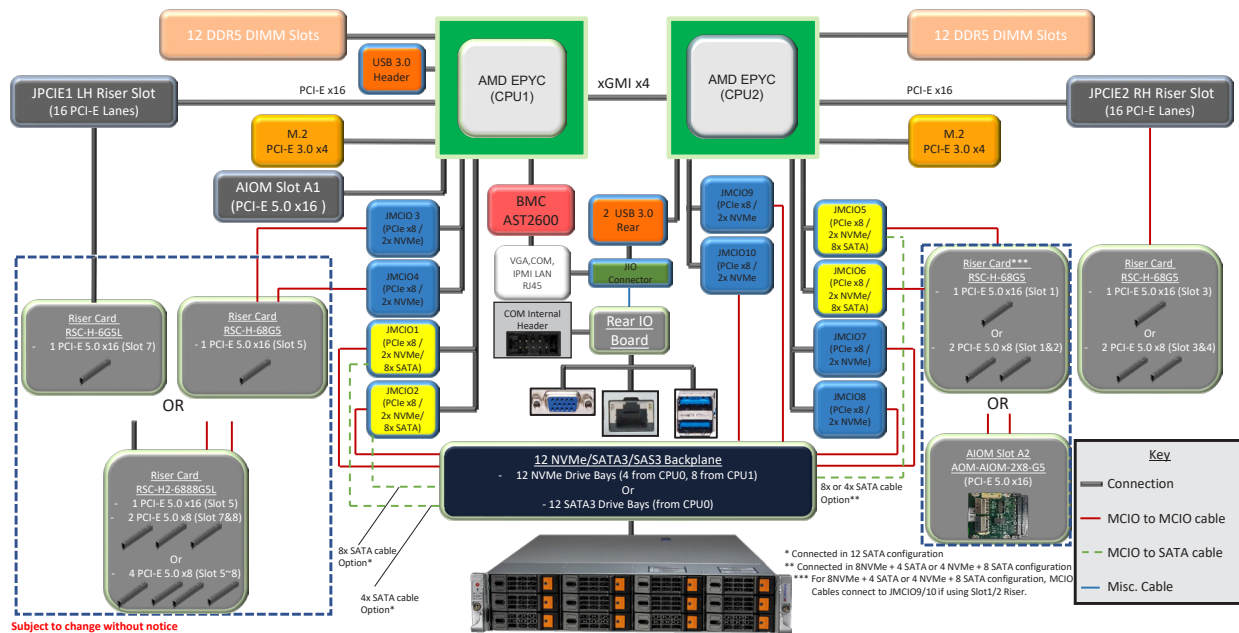 12 DDR5 DIMM Slots
12 DDR5 DIMM Slots
USB 3.0
Header
AMD EPYC
(CPU1)
xGMI x4
AMD EPYC
(CPU2)
JPCIE1 LH Riser Slot
(16 PCI-E Lanes)
PCI-E x16
PCI-E x16
JPCIE2 RH Riser Slot
(16 PCI-E Lanes)
M.2
PCI-E 3.0 x4
M.2
PCI-E 3.0 x4
AIOM Slot A1
(PCI-E 5.0 x16 )
BMC
AST2600
2 USB 3.0
Rear
JMCIO9
(PCIe x8 /
2x NVMe
JMCIO10
(PCIe x8 /
2x NVMe)
JMCIO 3
(PCIe x8 /
2x NVMe)
JMCIO4
(PCIe x8 /
2x NVMe)
JMCIO1
(PCIe x8 /
2x NVMe/
8x SATA)
JMCIO2
(PCIe x8 /
2x NVMe/
8x SATA)
VGA,COM,
IPMI LAN
RJ45
JIO
Connector
COM Internal
Header
Rear IO
Board
JMCIO5
(PCIe x8 /
2x NVMe/
8x SATA)
JMCIO6
(PCIe x8 /
2x NVMe/
8x SATA)
JMCIO7
(PCIe x8 /
2x NVMe)
JMCIO8
(PCIe x8 /
2x NVMe)
Riser Card
RSC-H-6G5L
- 1 PCI-E 5.0 x16 (Slot 7)
Riser Card
RSC-H-68G5
- 1 PCI-E 5.0 x16 (Slot 5)
OR
Riser Card
RSC-H2-6888G5L
- 1 PCI-E 5.0 x16 (Slot 5)
- 2 PCI-E 5.0 x8 (Slot 7&8)
Or
- 4 PCI-E 5.0 x8 (Slot 5~8)
Riser Card***
RSC-H-68G5
- 1 PCI-E 5.0 x16 (Slot 1)
Or
- 2 PCI-E 5.0 x8 (Slot 1&2)
OR
AIOM Slot A2
AOM-AIOM-2X8-G5
(PCI-E 5.0 x16)
Riser Card
RSC-H-68G5
- 1 PCI-E 5.0 x16 (Slot 3)
Or
- 2 PCI-E 5.0 x8 (Slot 3&4)
12 NVMe/SATA3/SAS3 Backplane
- 12 NVMe Drive Bays (4 from CPU0, 8 from CPU1)
Or
- 12 SATA3 Drive Bays (from CPU0)
8x SATA cable
Option*
4x SATA cable
Option*
8x or 4x SATA cable
Option**
* Connected in 12 SATA configuration
** Connected in 8NVMe + 4 SATA or 4 NVMe + 8 SATA configuration
*** For 8NVMe + 4 SATA or 4 NVMe + 8 SATA configuration, MCIO
Cables connect to JMCIO9/10 if using Slot1/2 Riser.
Key
Connection
MCIO to MCIO cable
MCIO to SATA cable
Misc. Cable
Subject to change without notice